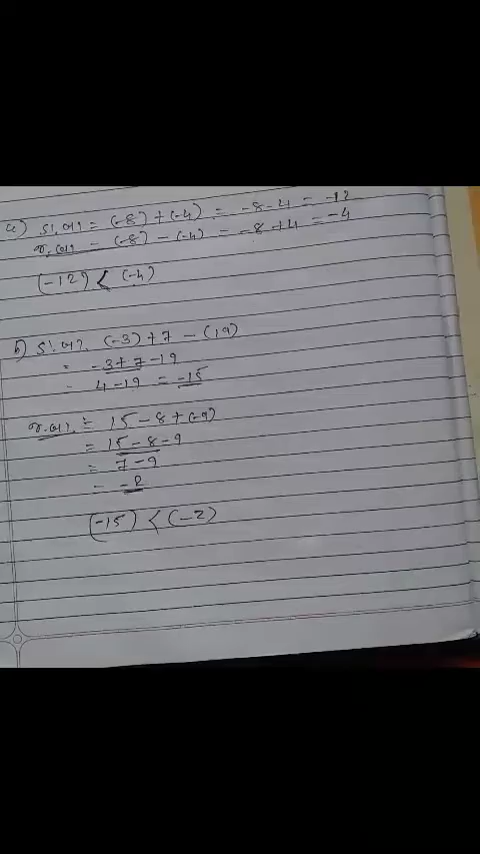 a) ડા.બા = (-8) + (-4) = -8-4 = -12
જ.બા = (-8) - (-4) = -8+4 = -4
(-12) < (-4)
b) ડા.બા. (-3) + 7 - (19)
= -3+7-19
= 4-19 = -15
જ.બા. = 15-8+(-9)
= 15-8-9
= 7-9
= -2
(-15) < (-2)